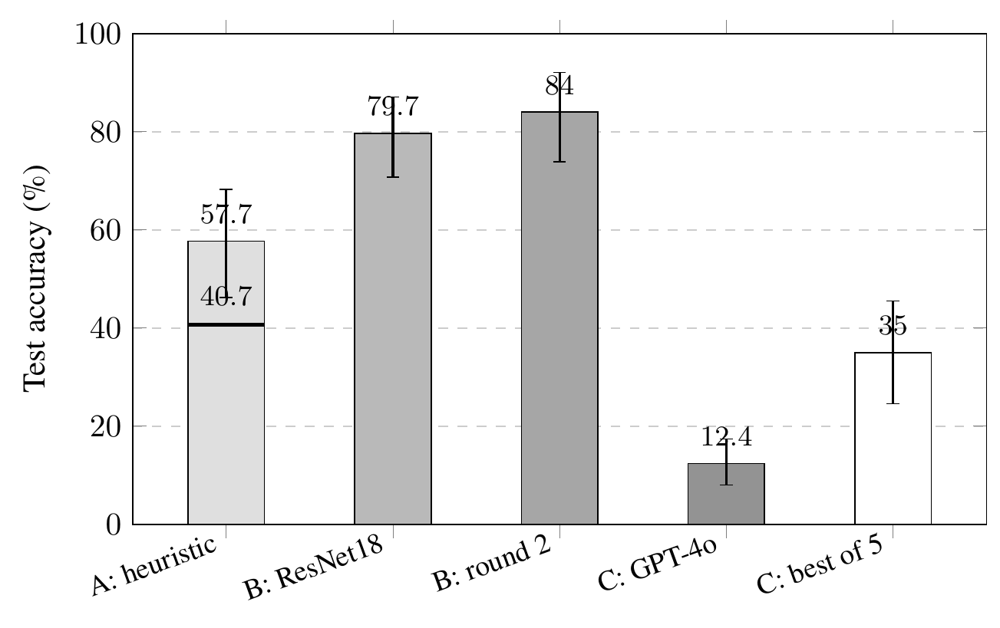 100
80
60
40
20
0
Test accuracy (%)
57.7
40.7
79.7
84
12.4
35
A: heuristic
B: ResNet18
B: round 2
C: GPT-4o
C: best of 5